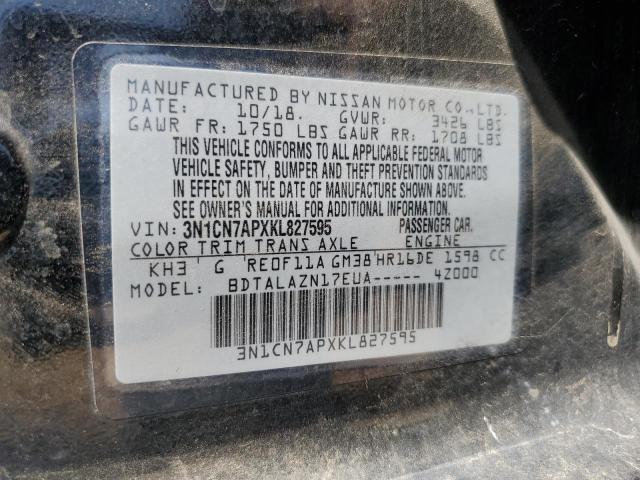 MANUFACTURED BY NISSAN MOTOR CO., LTD.
DATE: 10/18. GVWR: 3426 LBS
GAWR FR: 1750 LBS GAWR RR: 1708 LBS
THIS VEHICLE CONFORMS TO ALL APPLICABLE FEDERAL MOTOR
VEHICLE SAFETY, BUMPER AND THEFT PREVENTION STANDARDS
IN EFFECT ON THE DATE OF MANUFACTURE SHOWN ABOVE.
SEE OWNER'S MANUAL FOR ADDITIONAL INFORMATION.
VIN: 3N1CN7APXKL827595 PASSENGER CAR.
COLOR TRIM TRANS AXLE ENGINE
KH3 G RE0F11A GM38 HR16DE 1598 CC
MODEL: BDTALAZN17EUA----- 4Z000
3N1CN7APXKL827595